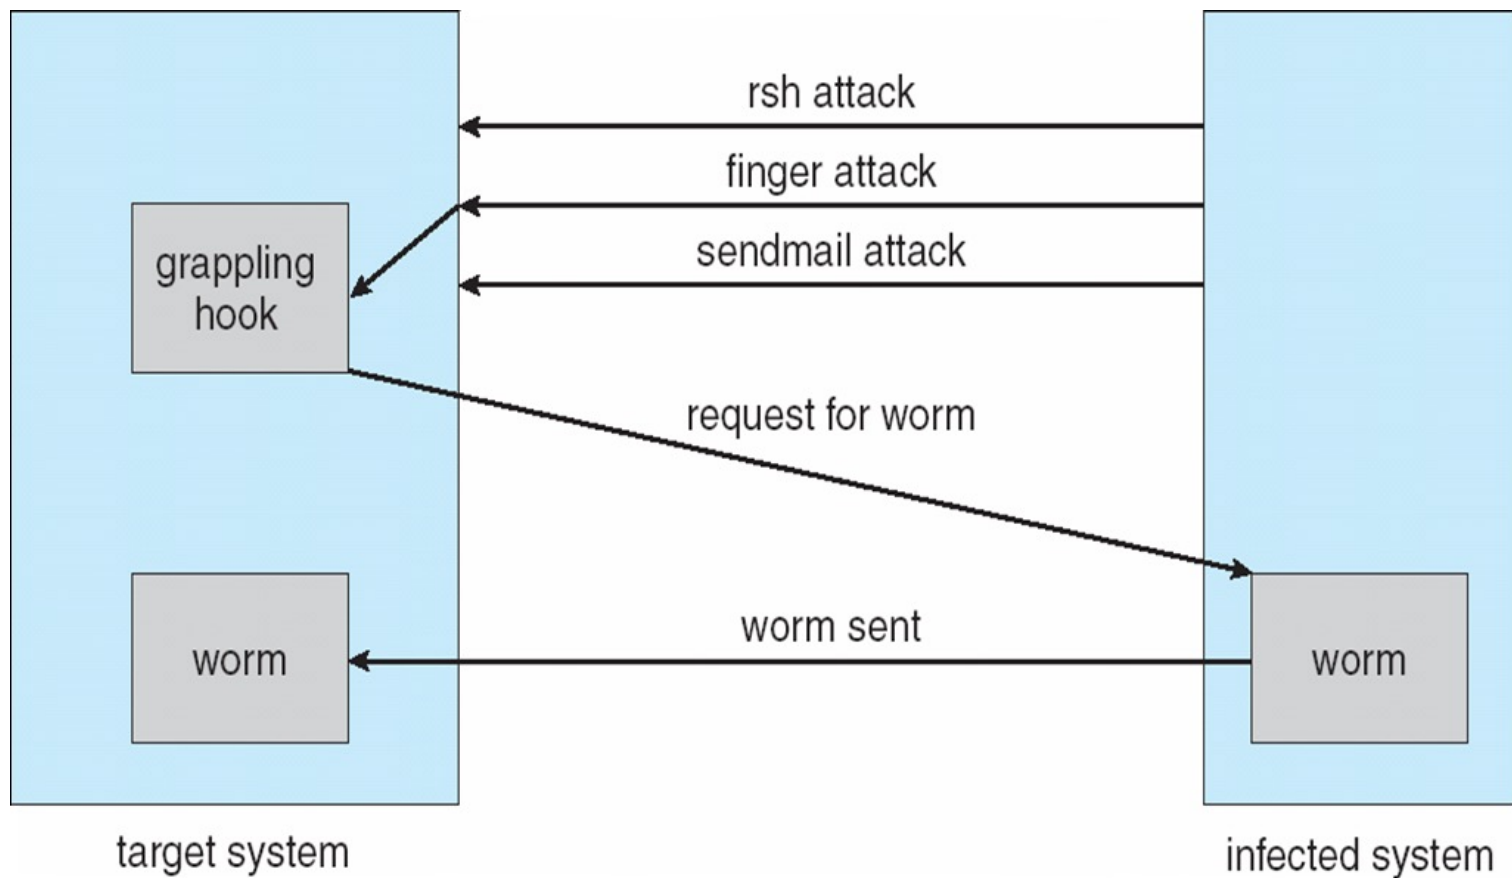 rsh attack
finger attack
sendmail attack
grappling
hook
request for worm
worm sent
worm
worm
target system
infected system